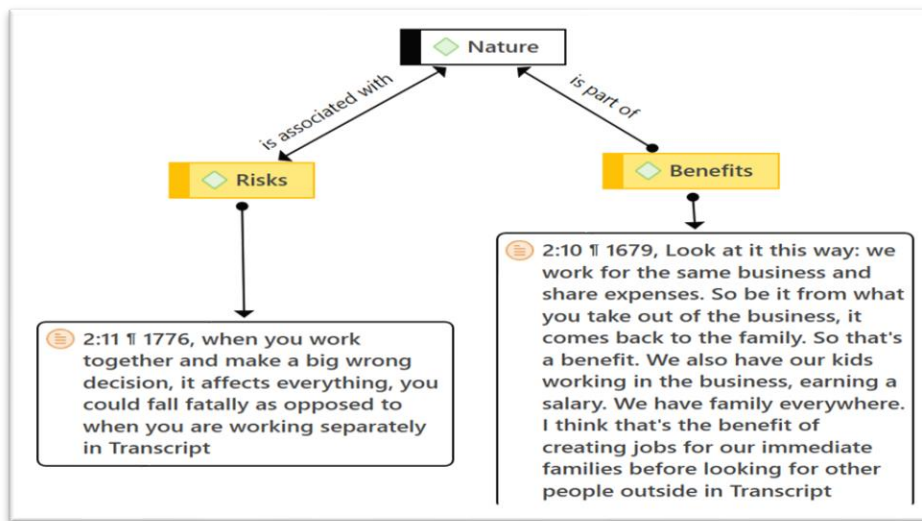 Nature
is associated with
is part of
Risks
Benefits
2:11 ¶ 1776, when you work
together and make a big wrong
decision, it affects everything, you
could fall fatally as opposed to
when you are working separately
in Transcript
2:10 ¶ 1679, Look at it this way: we
work for the same business and
share expenses. So be it from what
you take out of the business, it
comes back to the family. So that's
a benefit. We also have our kids
working in the business, earning a
salary. We have family everywhere.
I think that's the benefit of
creating jobs for our immediate
families before looking for other
people outside in Transcript